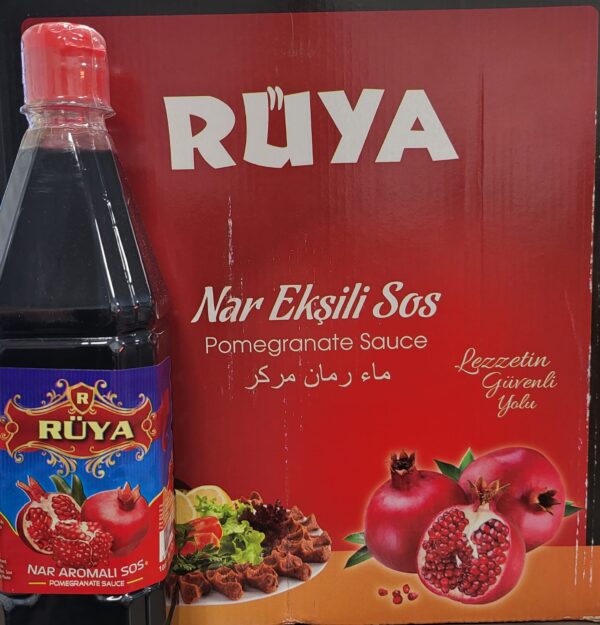 RÜYA
Nar Ekşili Sos
Pomegranate Sauce
ماء رمان مركز
Lezzetin
Güvenli
Yolu
R
RÜYA
NAR AROMALI SOS
POMEGRANATE SAUCE